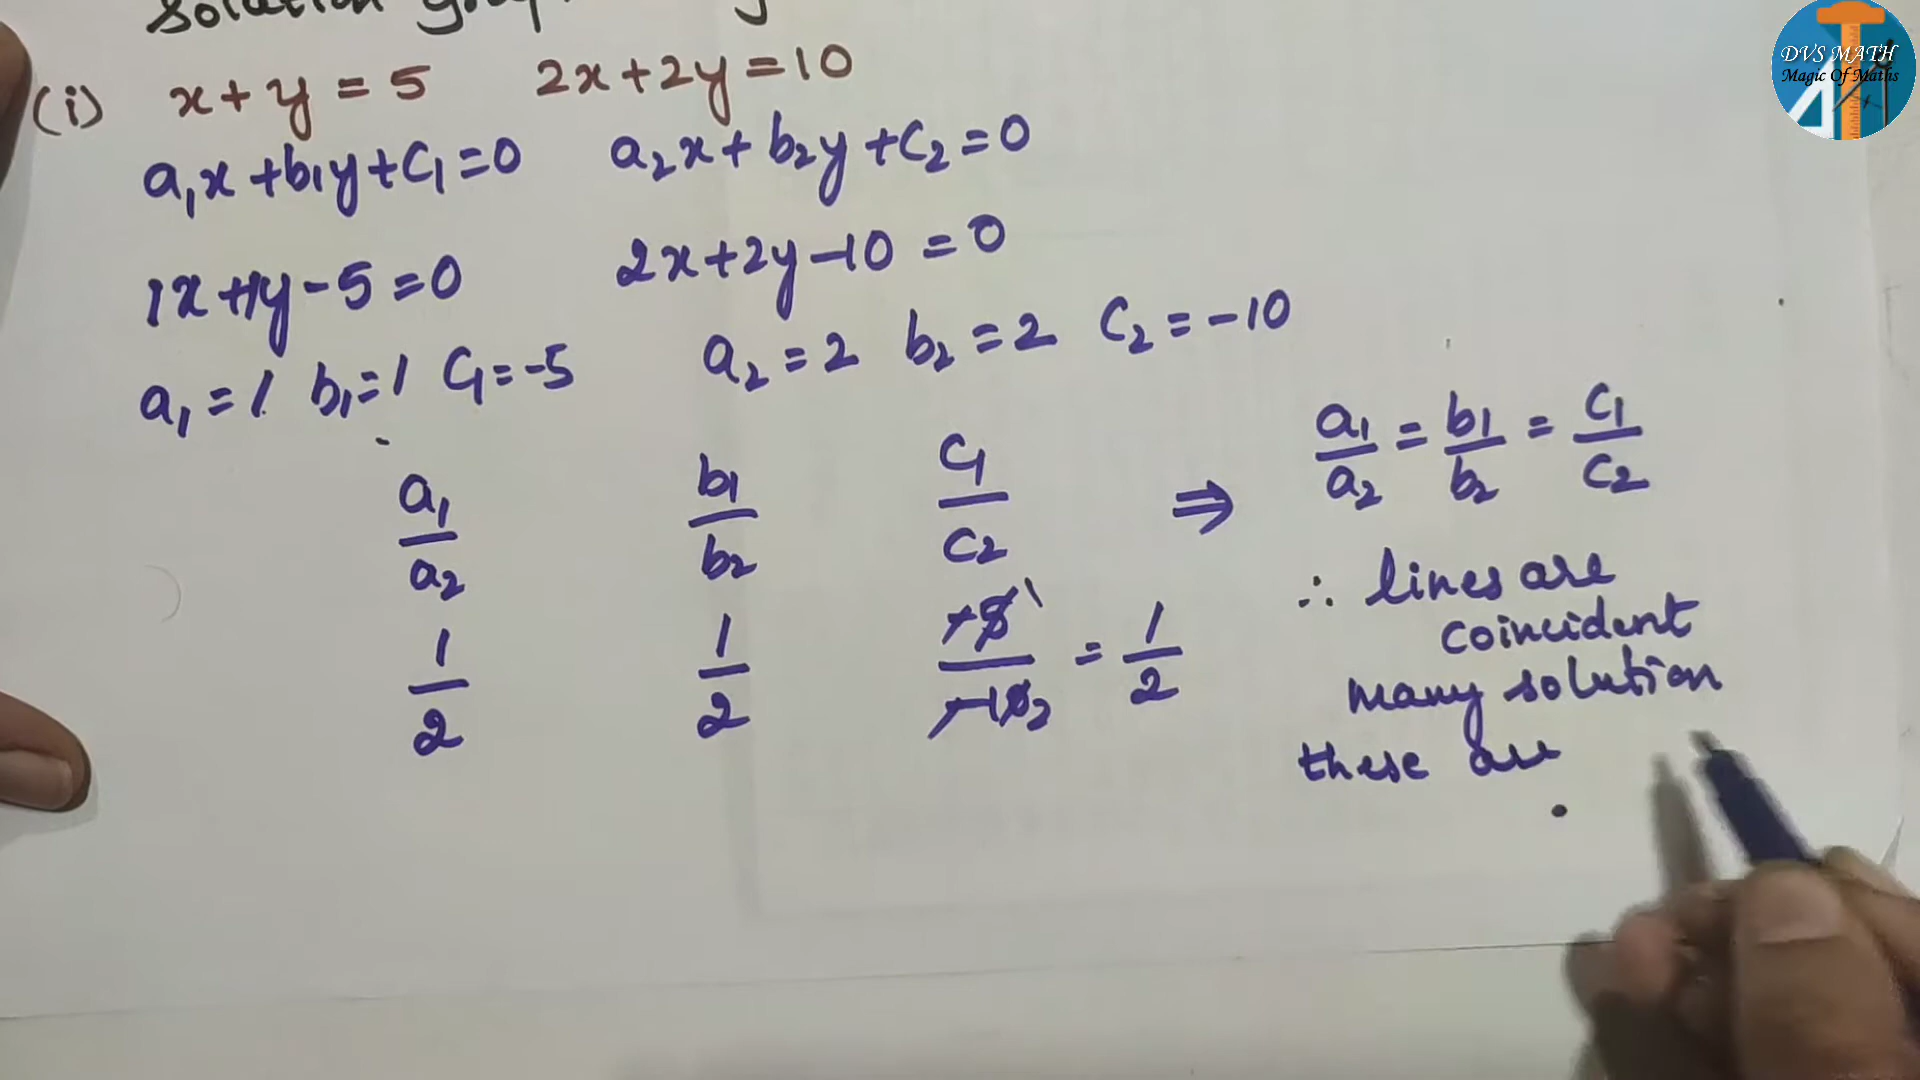 solution
(i) x + y = 5 2x + 2y = 10
a₁x + b₁y + c₁ = 0 a₂x + b₂y + c₂ = 0
1x + 1y - 5 = 0 2x + 2y - 10 = 0
a₁ = 1 b₁ = 1 c₁ = -5 a₂ = 2 b₂ = 2 c₂ = -10
a₁/a₂ b₁/b₂ c₁/c₂ ⇒ a₁/a₂ = b₁/b₂ = c₁/c₂
1/2 1/2 -5/-10 = 1/2
∴ lines are
coincident
many solution
these are
DVS MATH
Magic Of Maths